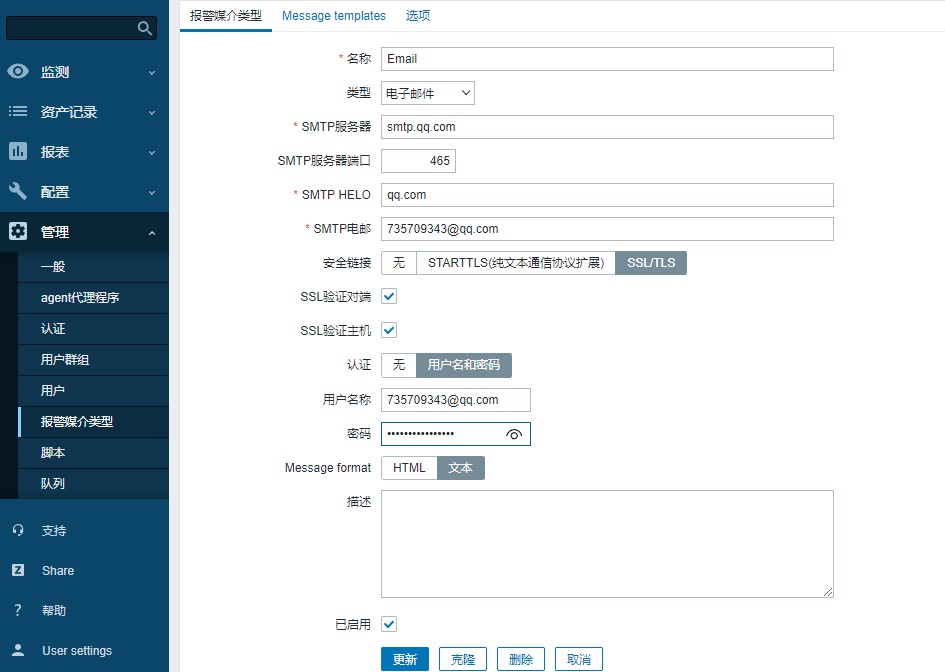 监测
资产记录
报表
配置
管理
一般
agent代理程序
认证
用户群组
用户
报警媒介类型
脚本
队列
支持
Share
帮助
User settings
报警媒介类型 Message templates 选项
* 名称 Email
类型 电子邮件
* SMTP服务器 smtp.qq.com
SMTP服务器端口 465
* SMTP HELO qq.com
* SMTP电邮 735709343@qq.com
安全链接 无 STARTTLS(纯文本通信协议扩展) SSL/TLS
SSL验证对端
SSL验证主机
认证 无 用户名和密码
用户名称 735709343@qq.com
密码 ••••••••••••••••
Message format HTML 文本
描述
已启用
更新 克隆 删除 取消